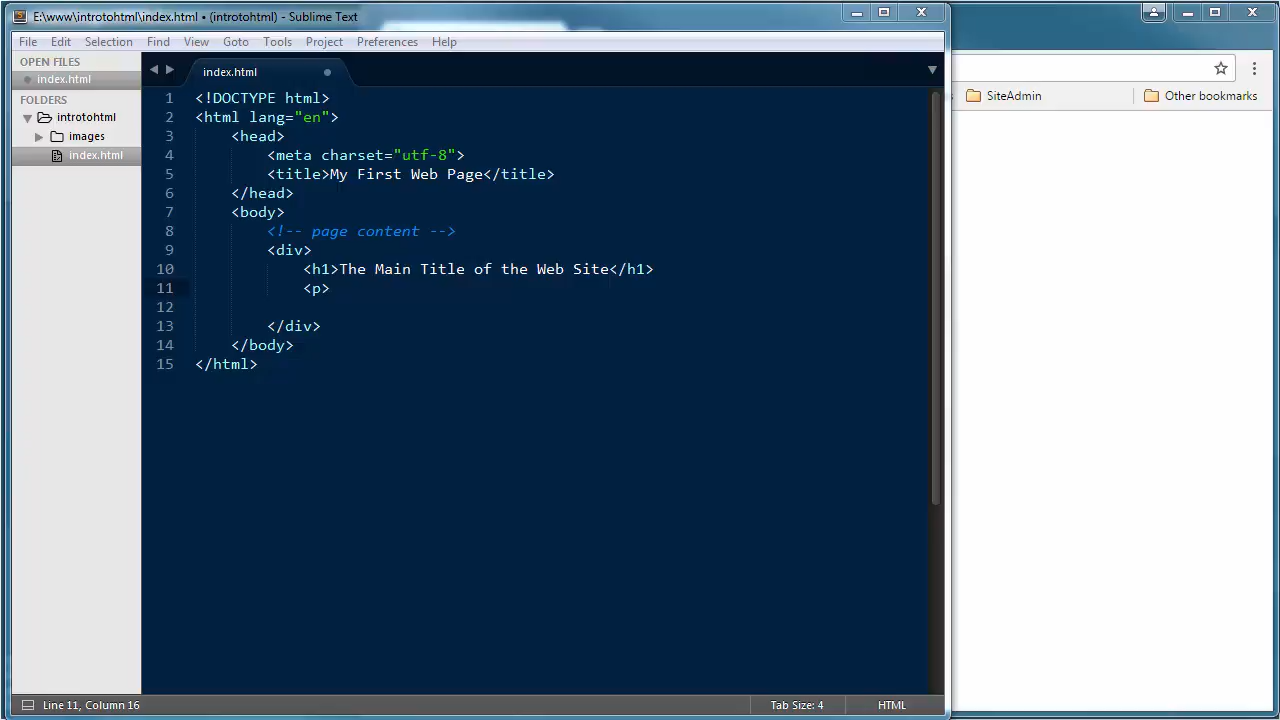 E:\www\introtohtml\index.html • (introtohtml) - Sublime Text
File Edit Selection Find View Goto Tools Project Preferences Help
OPEN FILES
index.html
FOLDERS
introtohtml
images
index.html
index.html
1 <!DOCTYPE html>
2 <html lang="en">
3 <head>
4 <meta charset="utf-8">
5 <title>My First Web Page</title>
6 </head>
7 <body>
8 <!-- page content -->
9 <div>
10 <h1>The Main Title of the Web Site</h1>
11 <p>
12
13 </div>
14 </body>
15 </html>
Line 11, Column 16
Tab Size: 4
HTML
SiteAdmin
Other bookmarks